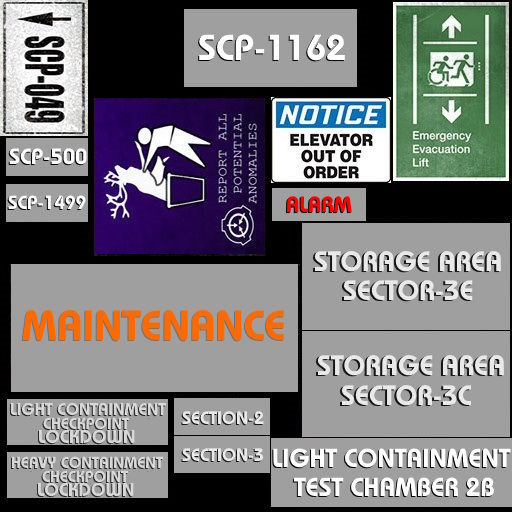 SCP-049
SCP-1162
Emergency
Evacuation
Lift
NOTICE
ELEVATOR
OUT OF
ORDER
REPORT ALL
POTENTIAL
ANOMALIES
SCP-500
SCP-1499
ALARM
STORAGE AREA
SECTOR-3E
MAINTENANCE
STORAGE AREA
SECTOR-3C
LIGHT CONTAINMENT
CHECKPOINT
LOCKDOWN
SECTION-2
HEAVY CONTAINMENT
CHECKPOINT
LOCKDOWN
SECTION-3
LIGHT CONTAINMENT
TEST CHAMBER 2B